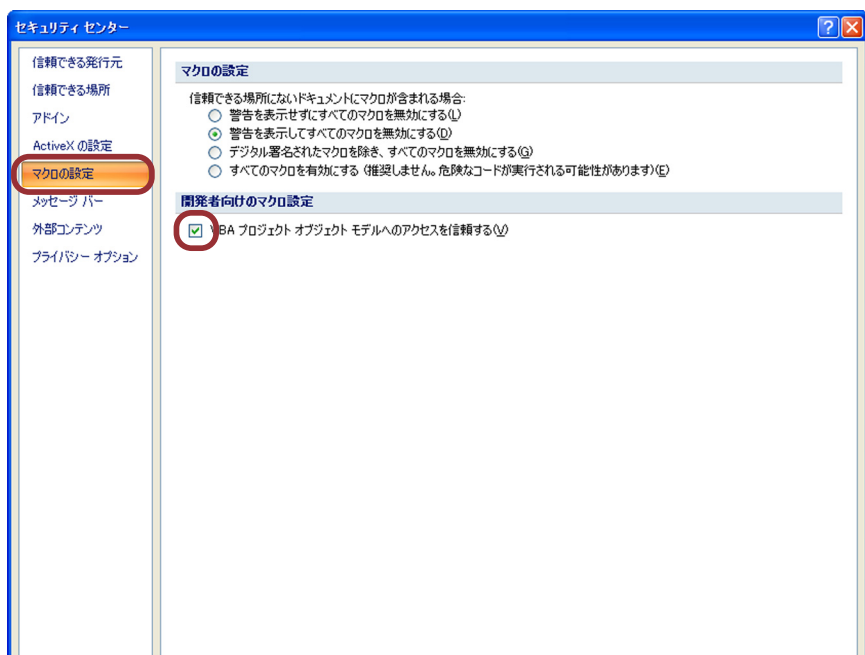 セキュリティ センター
信頼できる発行元
信頼できる場所
アドイン
ActiveX の設定
マクロの設定
メッセージ バー
外部コンテンツ
プライバシー オプション
マクロの設定
信頼できる場所にないドキュメントにマクロが含まれる場合:
警告を表示せずにすべてのマクロを無効にする(L)
警告を表示してすべてのマクロを無効にする(D)
デジタル署名されたマクロを除き、すべてのマクロを無効にする(G)
すべてのマクロを有効にする (推奨しません。危険なコードが実行される可能性があります)(E)
開発者向けのマクロ設定
VBA プロジェクト オブジェクト モデルへのアクセスを信頼する(V)